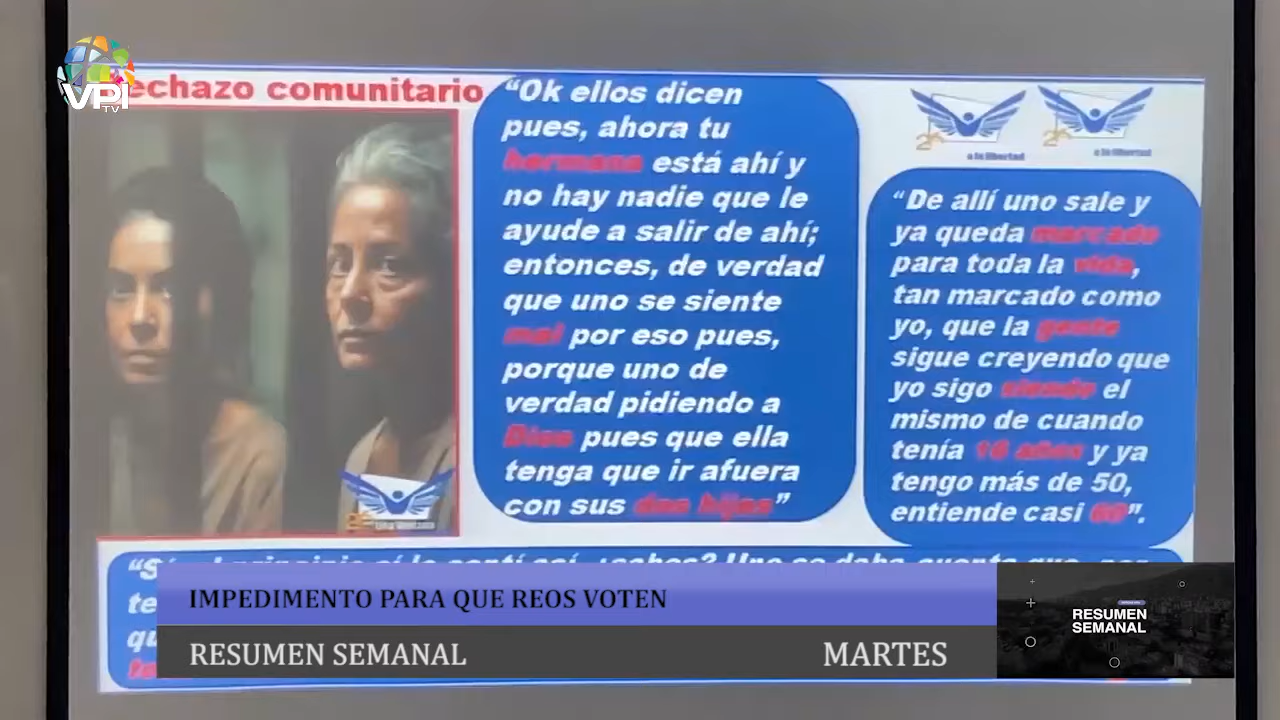 VPI
TV
echazo comunitario
“Ok ellos dicen
pues, ahora tu
hermana está ahí y
no hay nadie que le
ayude a salir de ahí;
entonces, de verdad
que uno se siente
mal por eso pues,
porque uno de
verdad pidiendo a
Dios pues que ella
tenga que ir afuera
con sus dos hijas”
a la libertad
a la libertad
“De allí uno sale y
ya queda marcado
para toda la vida,
tan marcado como
yo, que la gente
sigue creyendo que
yo sigo siendo el
mismo de cuando
tenía 16 años y ya
tengo más de 50,
entiende casi 60”.
Una Ventana
IMPEDIMENTO PARA QUE REOS VOTEN
RESUMEN SEMANAL MARTES
RESUMEN
SEMANAL